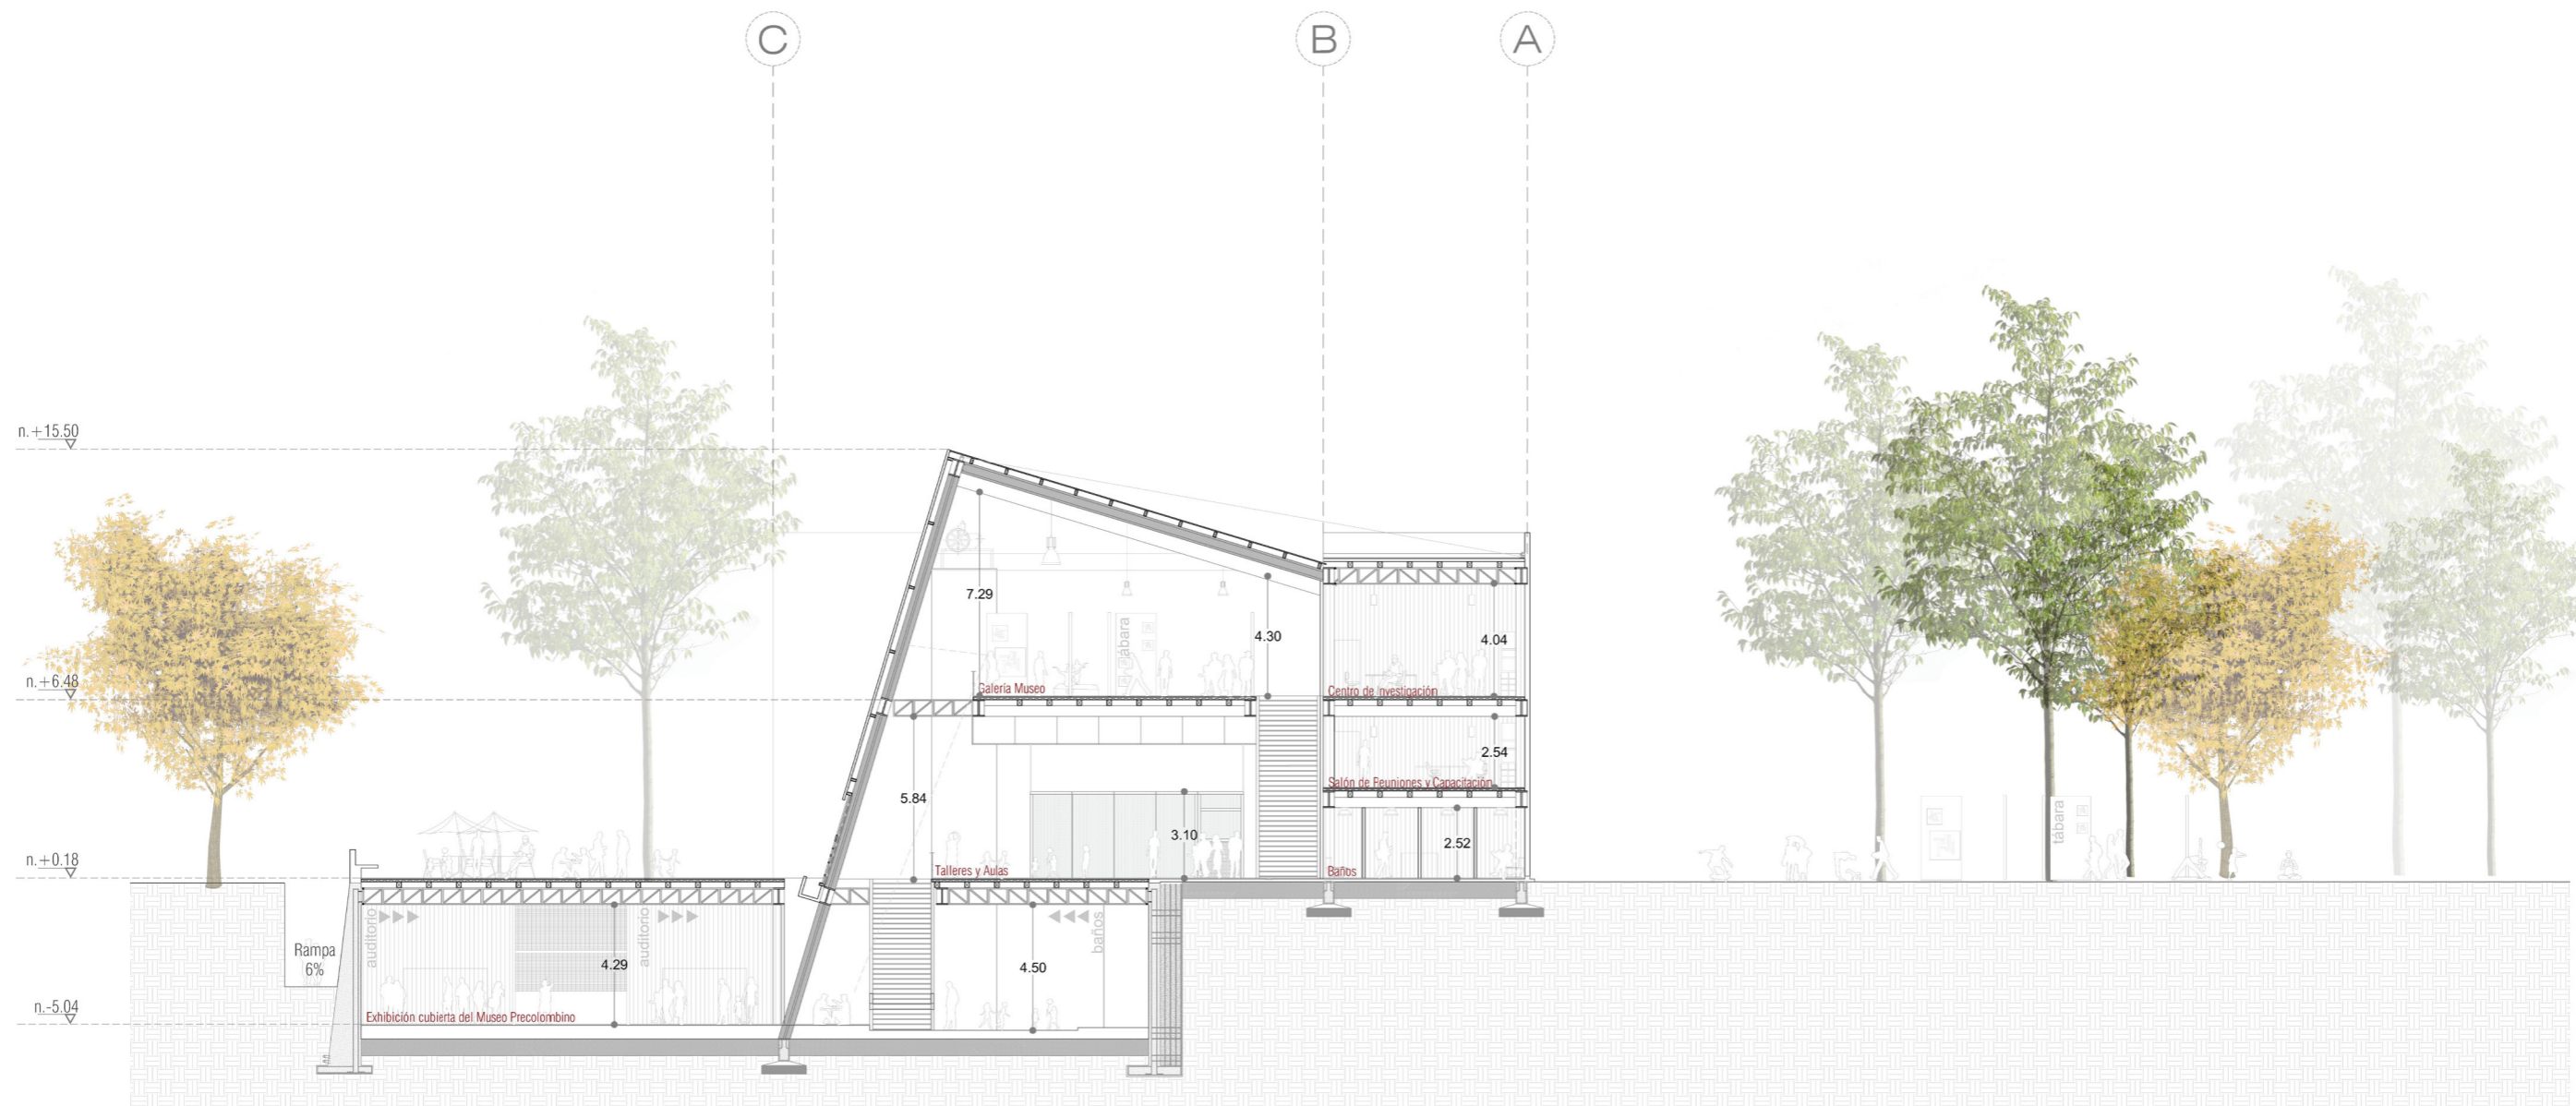 C
B
A
n.+15.50
7.29
tábara
4.30
4.04
n.+6.48
Galería Museo
Centro de Investigación
2.54
Salón de Reuniones y Capacitación
5.84
3.10
2.52
tábara
n.+0.18
Talleres y Aulas
Baños
auditorio
auditorio
baños
Rampa
6%
4.29
4.50
n.-5.04
Exhibición cubierta del Museo Precolombino